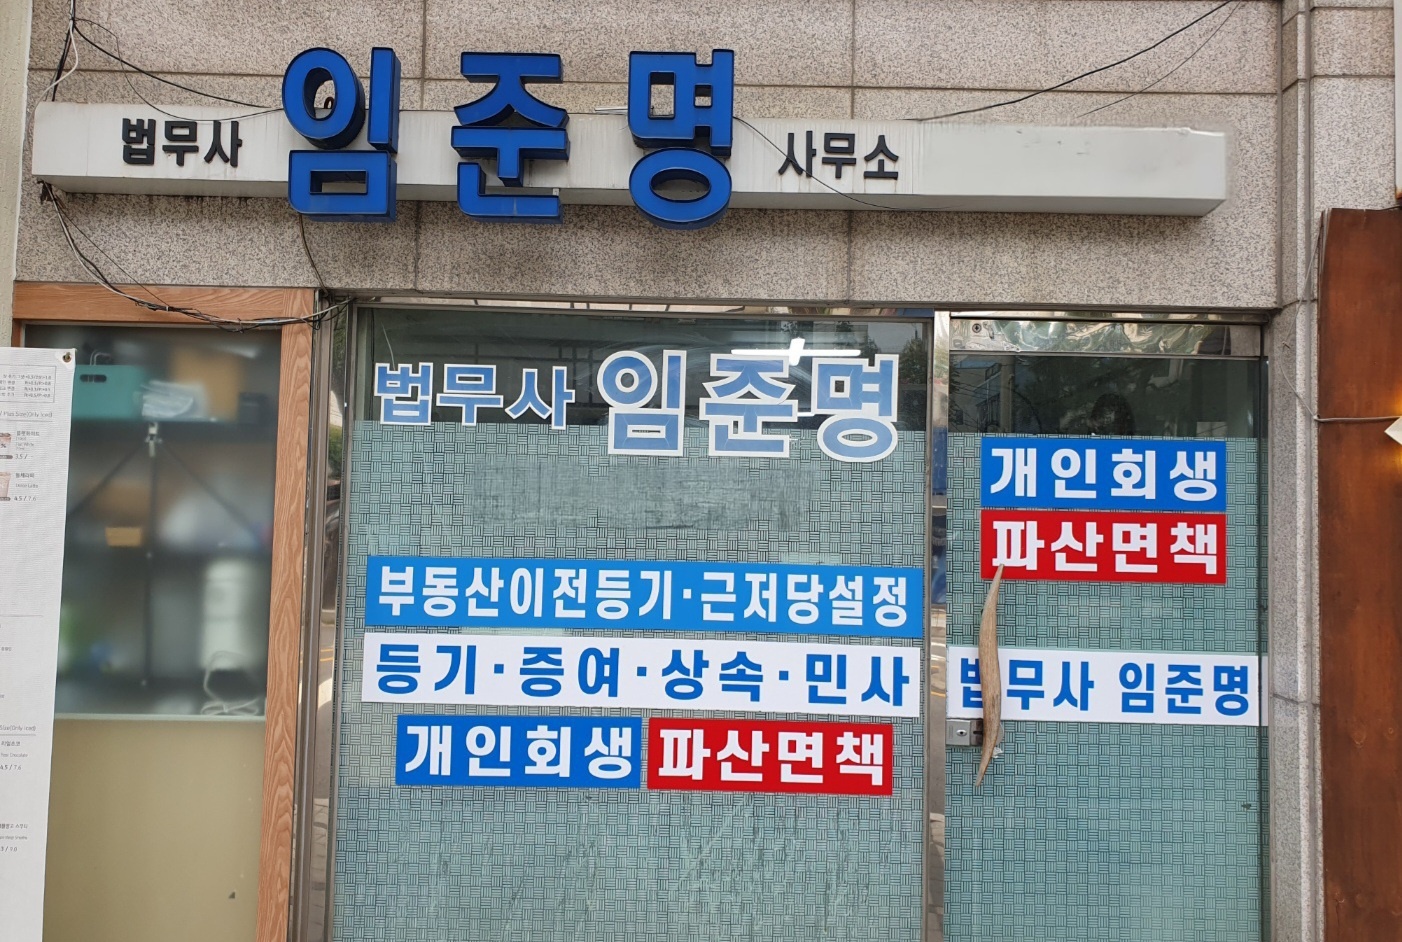 법무사 임준명 사무소
법무사 임준명
부동산이전등기·근저당설정
등기·증여·상속·민사
개인회생 파산면책
개인회생
파산면책
법무사 임준명